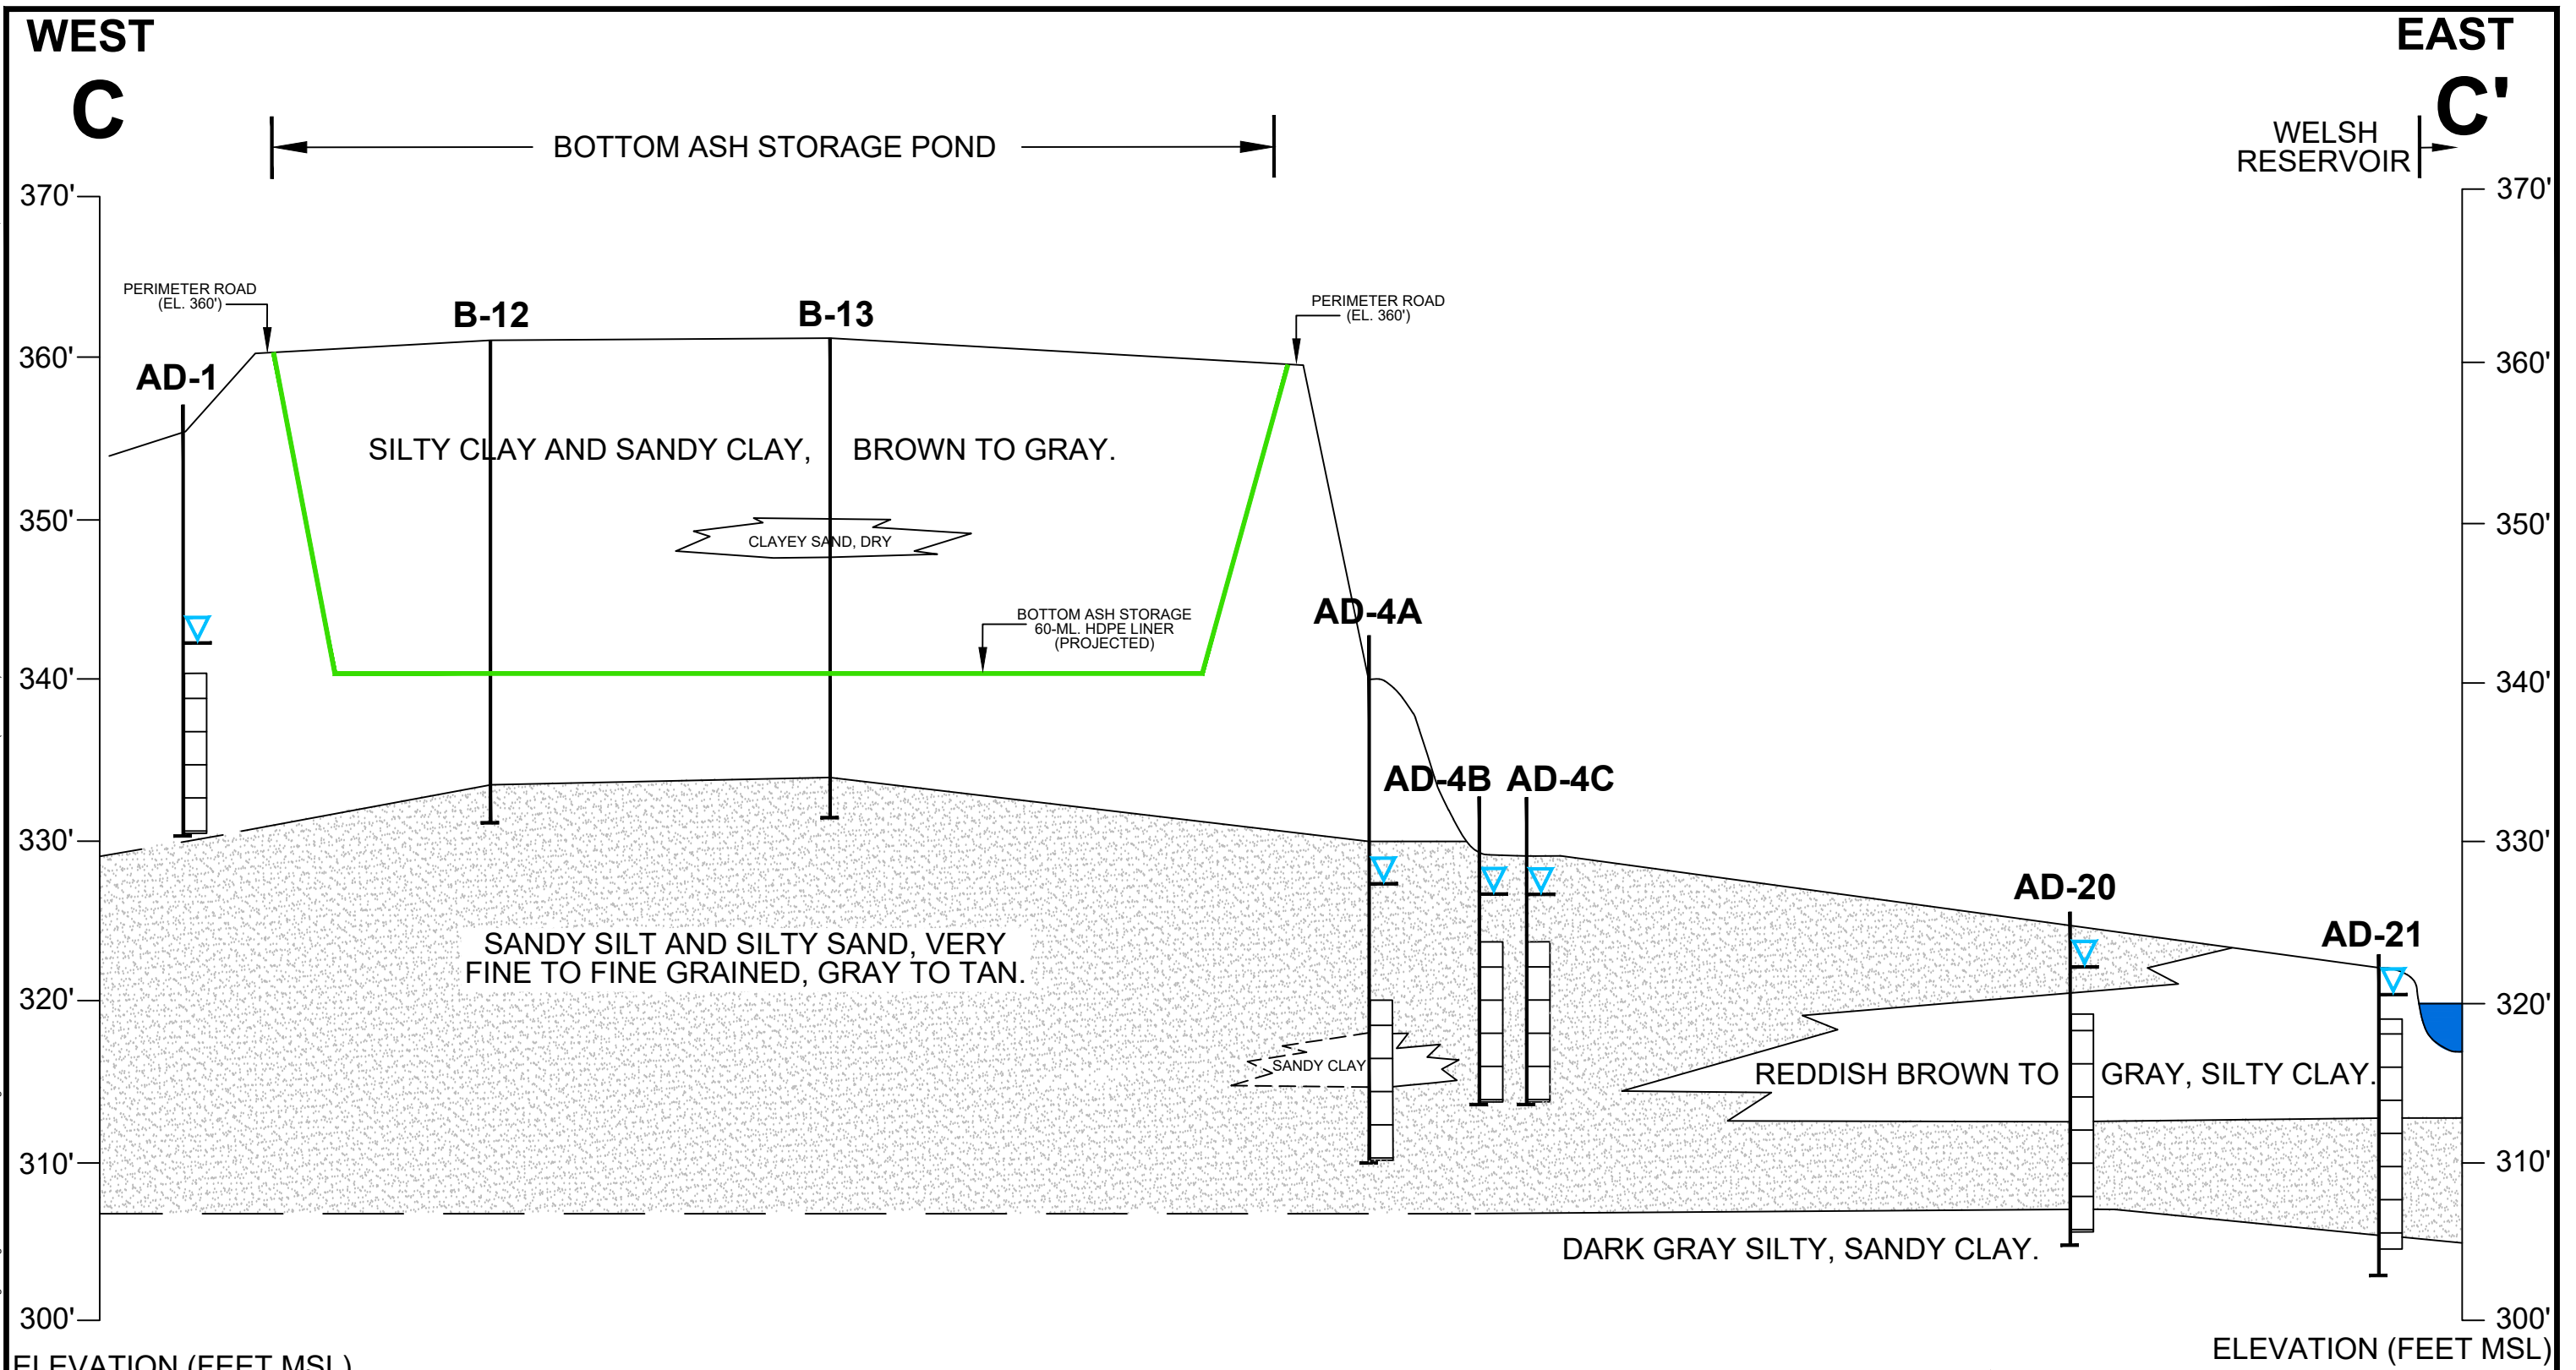 WEST
EAST
C
C'
BOTTOM ASH STORAGE POND
WELSH
RESERVOIR
370'
370'
PERIMETER ROAD
(EL. 360')
B-12
B-13
PERIMETER ROAD
(EL. 360')
360'
360'
AD-1
SILTY CLAY AND SANDY CLAY, BROWN TO GRAY.
350'
350'
CLAYEY SAND, DRY
BOTTOM ASH STORAGE
60-ML. HDPE LINER
(PROJECTED)
AD-4A
340'
340'
AD-4B
AD-4C
330'
330'
AD-20
AD-21
SANDY SILT AND SILTY SAND, VERY
FINE TO FINE GRAINED, GRAY TO TAN.
320'
320'
SANDY CLAY
REDDISH BROWN TO GRAY, SILTY CLAY.
310'
310'
DARK GRAY SILTY, SANDY CLAY.
300'
300'
ELEVATION (FEET MSL)
ELEVATION (FEET MSL)